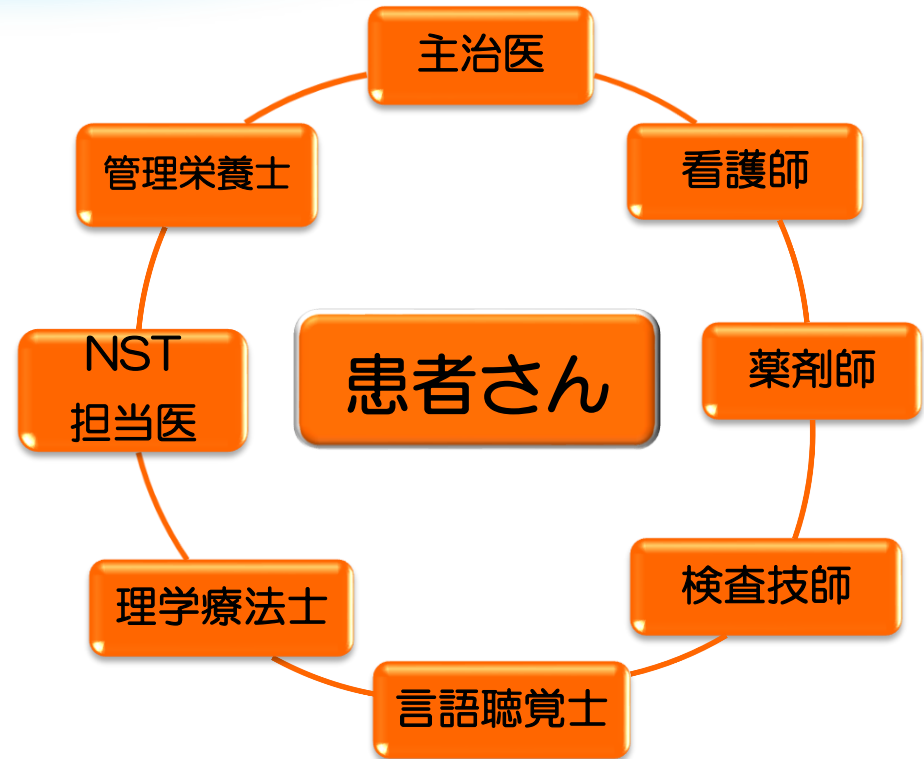 主治医
看護師
薬剤師
検査技師
言語聴覚士
理学療法士
NST
担当医
管理栄養士
患者さん